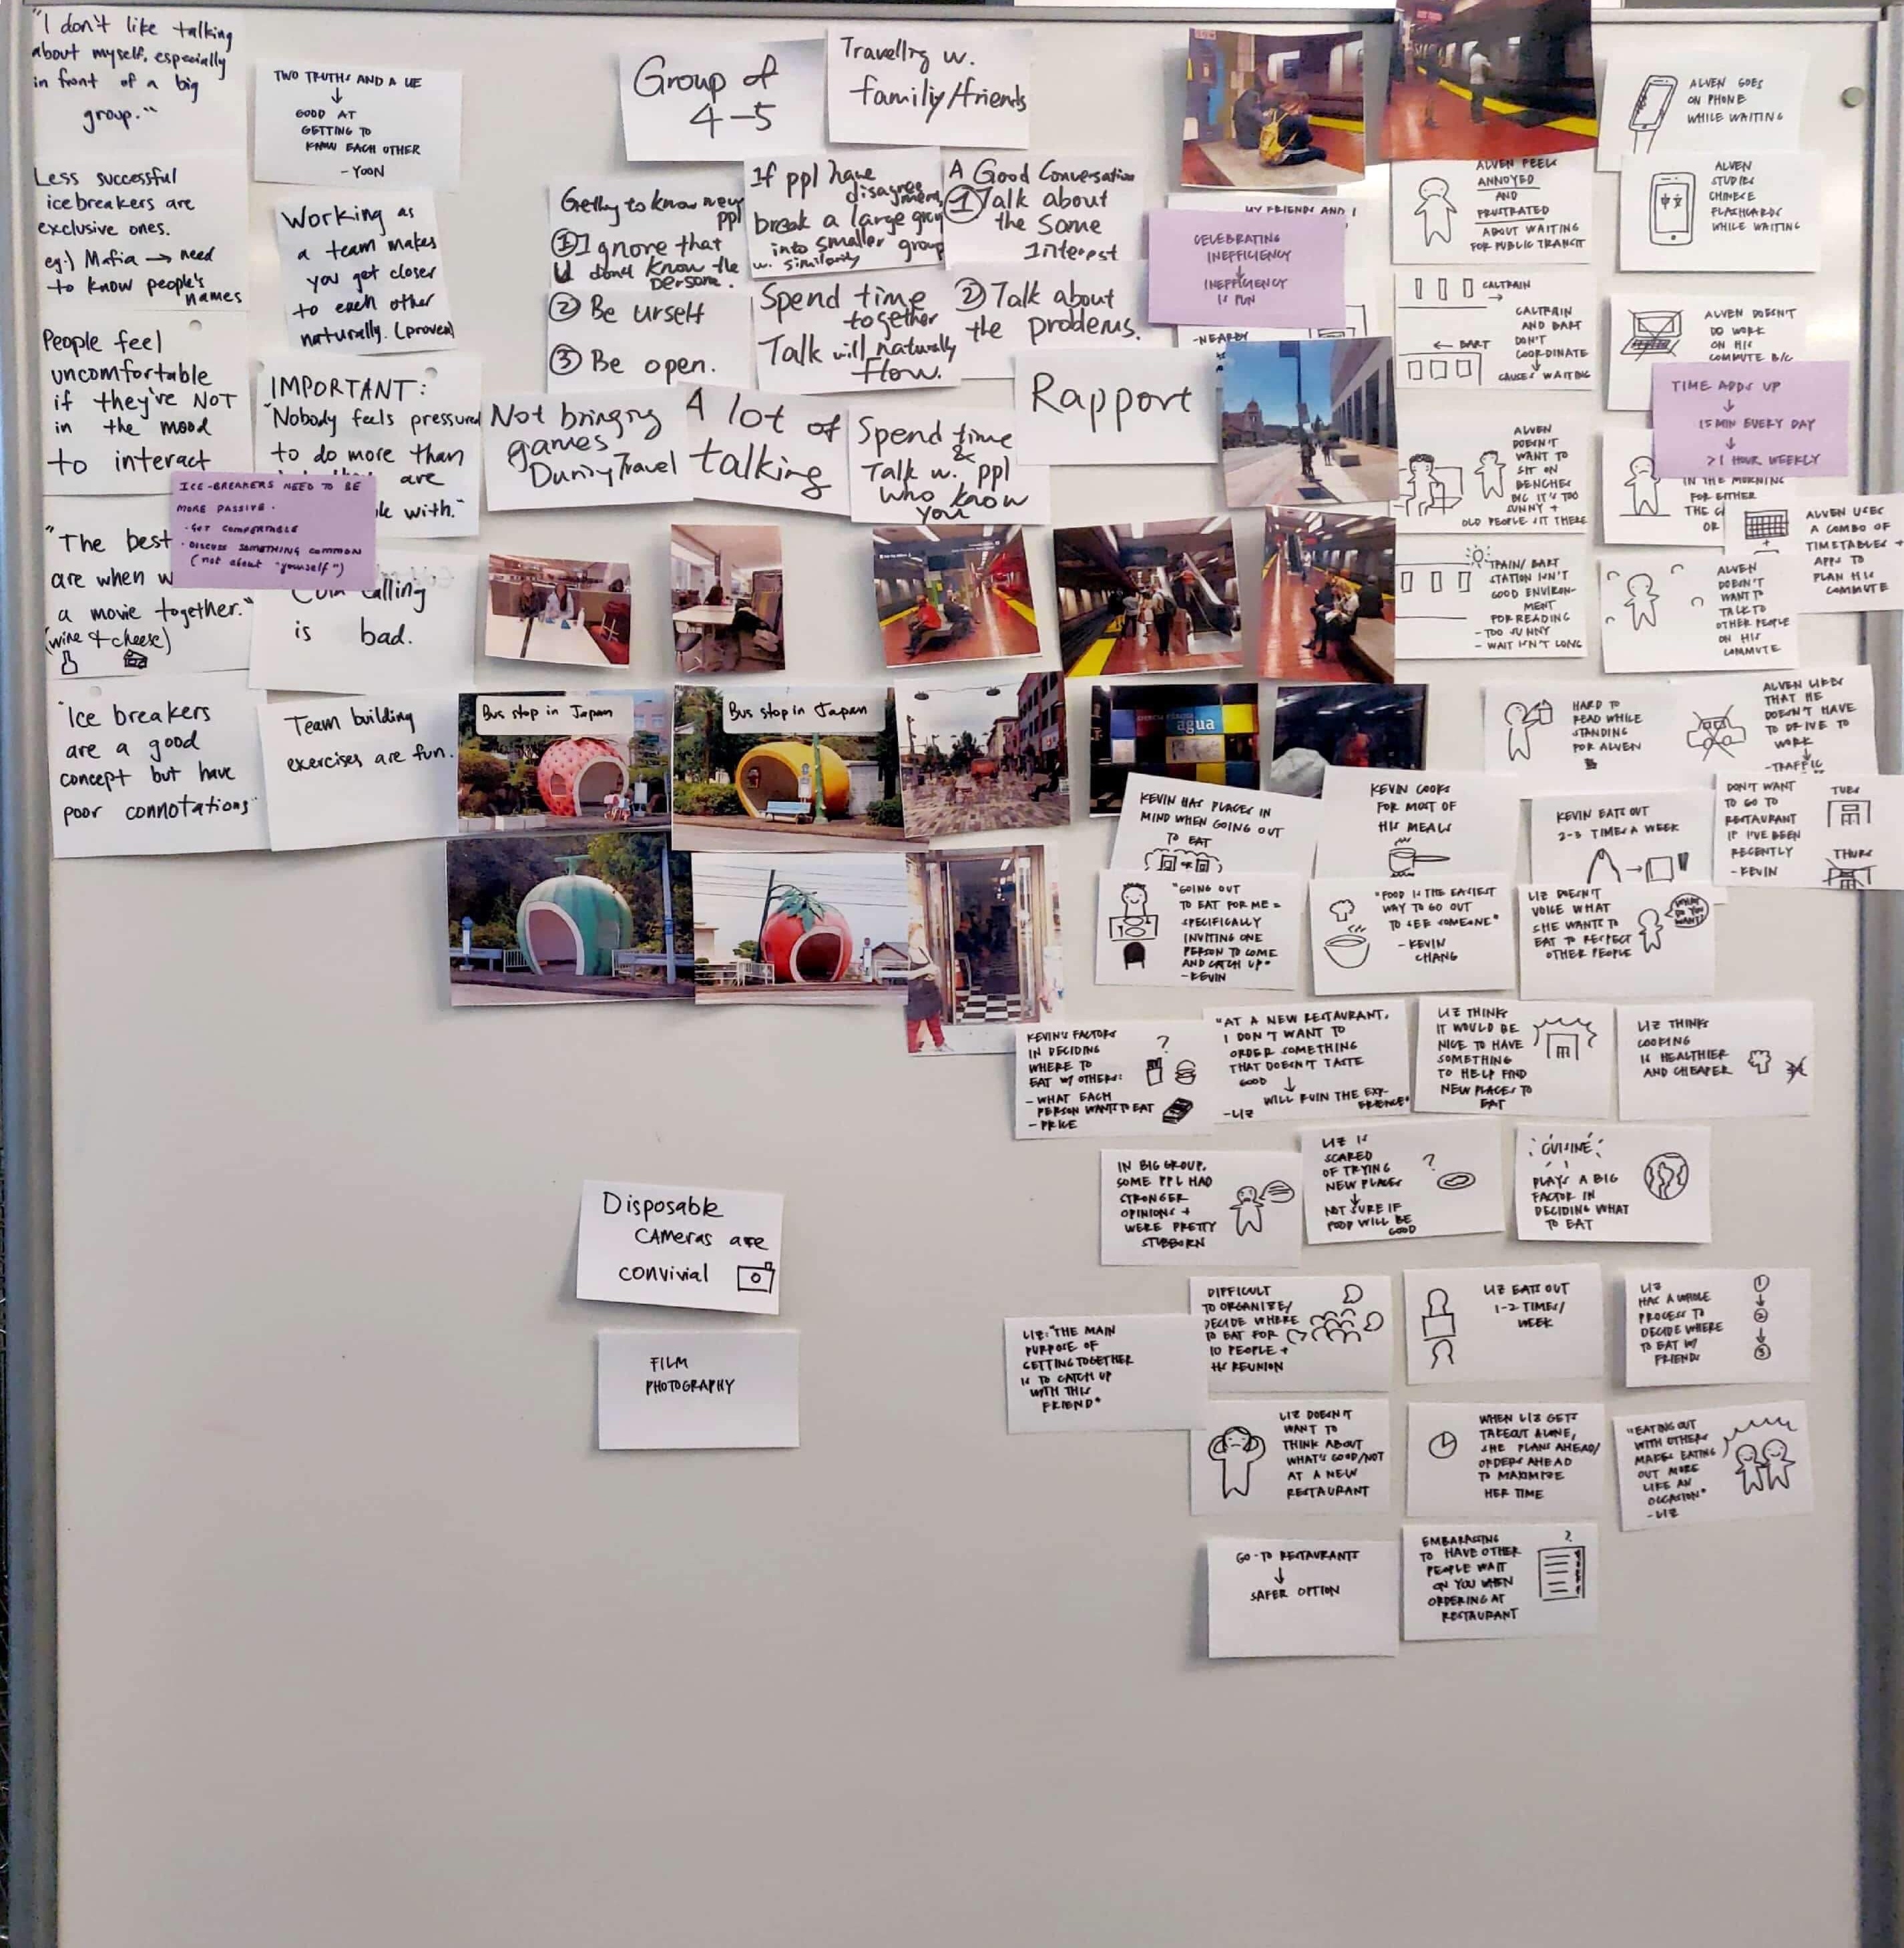 "I don't like talking
about myself, especially
in front of a big
group."
Less successful
icebreakers are
exclusive ones.
eg:) Mafia → need
to know people's
names
People feel
uncomfortable
if they're NOT
in the mood
to interact
"The best
are when w
a movie together."
(wine & cheese)
"Ice breakers
are a good
concept but have
poor connotations"
TWO TRUTHS AND A LIE
↓
GOOD AT
GETTING TO
KNOW EACH OTHER
- YOON
Working as
a team makes
you get closer
to each other
naturally. (proven)
IMPORTANT:
"Nobody feels pressured
to do more than
are
with."
ICE-BREAKERS NEED TO BE
MORE PASSIVE.
· GET COMFORTABLE
· DISCUSS SOMETHING COMMON
(not about "yourself")
calling
is bad.
Team building
exercises are fun.
Group of
4-5
Travelling w.
family/friends
Getting to know new
ppl
① Ignore that
U don't know the
person.
② Be urself
③ Be open.
If ppl have
disagreement,
break a large group
into smaller group
w. similarity
Spend time
together
Talk will naturally
flow.
A Good Conversation
① Talk about
the same
Interest
② Talk about
the problems.
Not bringing
games
During Travel
A lot of
talking
Spend time
&
Talk w. ppl
who know
you
Rapport
Bus stop in Japan
Bus stop in Japan
agua
Disposable
cameras are
convivial
FILM
PHOTOGRAPHY
MY FRIENDS AND I
CELEBRATING
INEFFICIENCY
↓
INEFFICIENCY
IS FUN
- NEARBY
ALVEN GOES
ON PHONE
WHILE WAITING
ALVEN FEELS
ANNOYED
AND
FRUSTRATED
ABOUT WAITING
FOR PUBLIC TRANSIT
ALVEN
STUDIES
CHINESE
FLASHCARDS
WHILE WAITING
中文
CALTRAIN
→
CALTRAIN
AND BART
DON'T
COORDINATE
↓
CAUSES WAITING
← BART
ALVEN DOESN'T
DO WORK
ON HIS
COMMUTE B/C
TIME ADDS UP
↓
15 MIN EVERY DAY
↓
>1 HOUR WEEKLY
ALVEN
DOESN'T
WANT TO
SIT ON
BENCHES
B/C IT'S TOO
SUNNY +
OLD PEOPLE SIT THERE
IN THE MORNING
FOR EITHER
THE
OR
ALVEN USES
A COMBO OF
TIMETABLES +
APPS TO
PLAN HIS
COMMUTE
TRAIN/BART
STATION ISN'T
GOOD ENVIRON-
MENT
FOR READING
- TOO SUNNY
- WAIT ISN'T LONG
ALVEN
DOESN'T
WANT TO
TALK TO
OTHER PEOPLE
ON HIS
COMMUTE
HARD TO
READ WHILE
STANDING
FOR ALVEN
ALVEN LIKES
THAT HE
DOESN'T HAVE
TO DRIVE TO
WORK
↓
- TRAFFIC
KEVIN HAS PLACES IN
MIND WHEN GOING OUT
TO EAT
OR
KEVIN COOKS
FOR MOST OF
HIS MEALS
KEVIN EATS OUT
2-3 TIMES A WEEK
DON'T WANT
TO GO TO
RESTAURANT
IF I'VE BEEN
RECENTLY
- KEVIN
TUES
THURS
"GOING OUT
TO EAT FOR ME =
SPECIFICALLY
INVITING ONE
PERSON TO COME
AND CATCH UP"
- KEVIN
"FOOD IS THE EASIEST
WAY TO GO OUT
TO SEE SOMEONE"
- KEVIN
CHANG
LIZ DOESN'T
VOICE WHAT
SHE WANTS TO
EAT TO RESPECT
OTHER PEOPLE
WHAT
DO YOU
WANT?
KEVIN'S FACTORS
IN DECIDING
WHERE TO
EAT W/ OTHERS:
- WHAT EACH
PERSON WANTS TO EAT
- PRICE
?
"AT A NEW RESTAURANT,
I DON'T WANT TO
ORDER SOMETHING
THAT DOESN'T TASTE
GOOD
↓
WILL RUIN THE EXP-
ERIENCE"
- LIZ
LIZ THINKS
IT WOULD BE
NICE TO HAVE
SOMETHING
TO HELP FIND
NEW PLACES TO
EAT
LIZ THINKS
COOKING
IS HEALTHIER
AND CHEAPER
IN BIG GROUP,
SOME PPL HAD
STRONGER
OPINIONS +
WERE PRETTY
STUBBORN
LIZ IS
SCARED
OF TRYING
NEW PLACES
↓
NOT SURE IF
FOOD WILL BE
GOOD
?
CUISINE
PLAYS A BIG
FACTOR IN
DECIDING WHAT
TO EAT
LIZ: "THE MAIN
PURPOSE OF
GETTING TOGETHER
IS TO CATCH UP
WITH THIS
FRIEND"
DIFFICULT
TO ORGANIZE/
DECIDE WHERE
TO EAT FOR
10 PEOPLE +
HS REUNION
LIZ EATS OUT
1-2 TIMES/
WEEK
LIZ
HAS A WHOLE
PROCESS TO
DECIDE WHERE
TO EAT W/
FRIENDS
①
↓
②
↓
③
LIZ DOESN'T
WANT TO
THINK ABOUT
WHAT'S GOOD/NOT
AT A NEW
RESTAURANT
WHEN LIZ GETS
TAKEOUT ALONE,
SHE PLANS AHEAD/
ORDERS AHEAD
TO MAXIMIZE
HER TIME
"EATING OUT
WITH OTHERS
MAKES EATING
OUT MORE
LIKE AN
OCCASION"
- LIZ
GO-TO RESTAURANTS
↓
SAFER OPTION
EMBARASSING
TO HAVE OTHER
PEOPLE WAIT
ON YOU WHEN
ORDERING AT
RESTAURANT
?